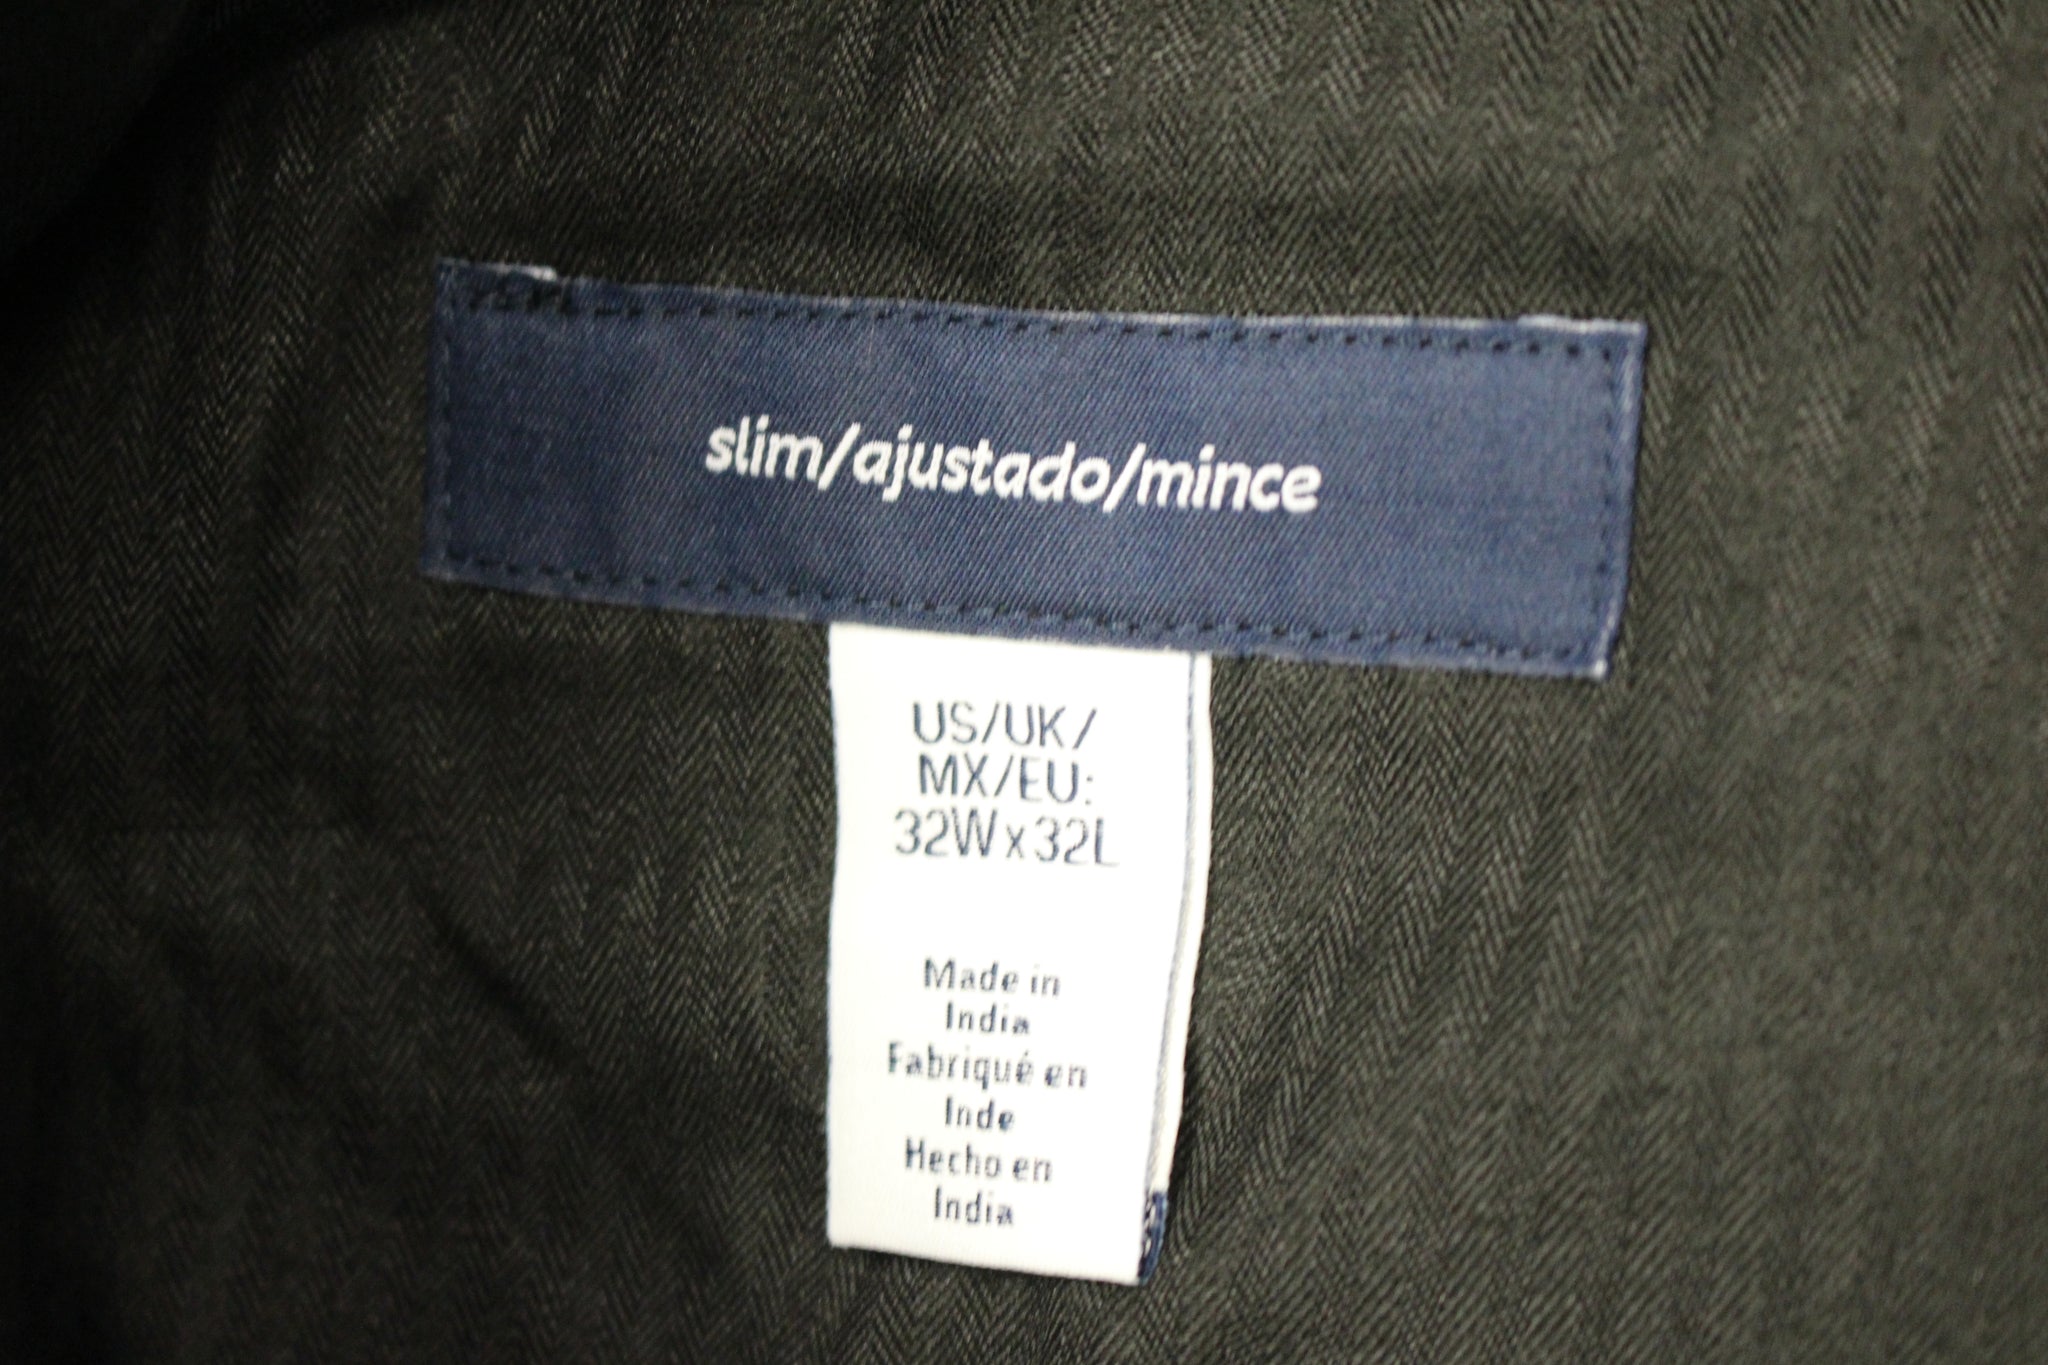 slim/ajustado/mince
US/UK/
MX/EU:
32W x 32L
Made in
India
Fabriqué en
Inde
Hecho en
India